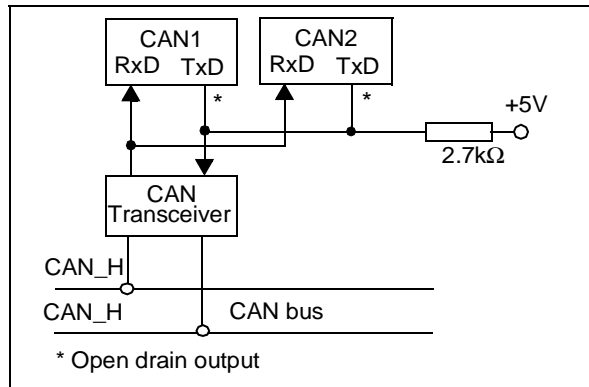 CAN1
RxD TxD
*
CAN2
RxD TxD
*
+5V
2.7kΩ
CAN
Transceiver
CAN_H
CAN_H
CAN bus
* Open drain output